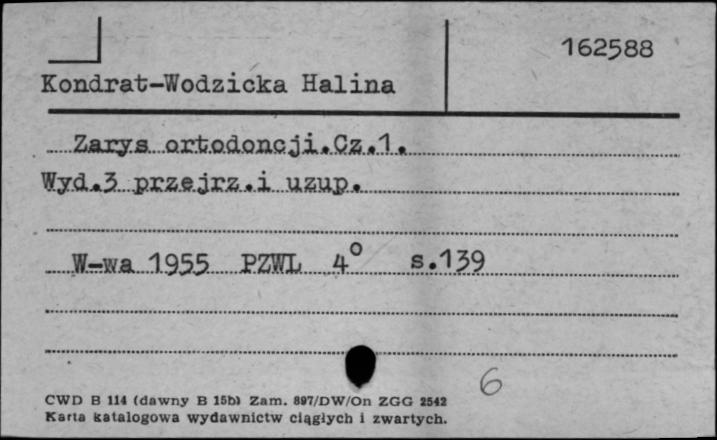 162588
Kondrat-Wodzicka Halina
Zarys ortodoncji.Cz.1.
Wyd.3 przejrz.i uzup.
W-wa 1955 PZWL 4° s.139
6
CWD B 114 (dawny B 15b) Zam. 897/DW/On ZGG 2542
Karta katalogowa wydawnictw ciągłych i zwartych.